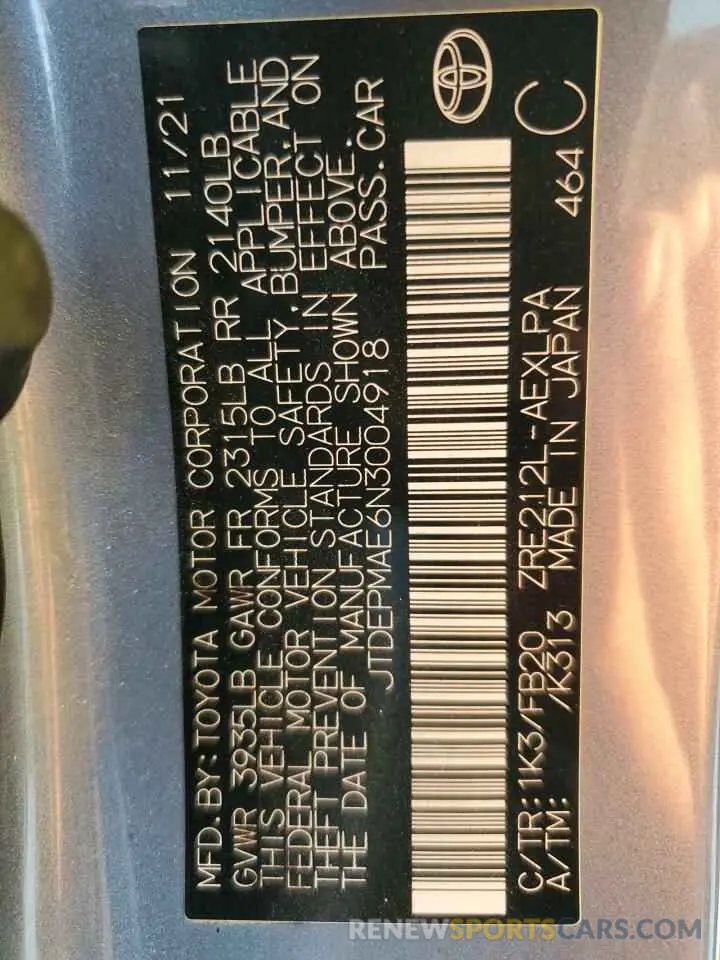 MFD.BY:TOYOTA MOTOR CORPORATION 11/21
GVWR 3935LB GAWR FR 2315LB RR 2140LB
THIS VEHICLE CONFORMS TO ALL APPLICABLE
FEDERAL MOTOR VEHICLE SAFETY,BUMPER,AND
THEFT PREVENTION STANDARDS IN EFFECT ON
THE DATE OF MANUFACTURE SHOWN ABOVE.
JTDEPMAE6N3004918 PASS.CAR
C/TR:1K3/FB20 ZRE212L-AEXLPA 464 C
A/TM: /K313 MADE IN JAPAN
RENEWSPORTSCARS.COM